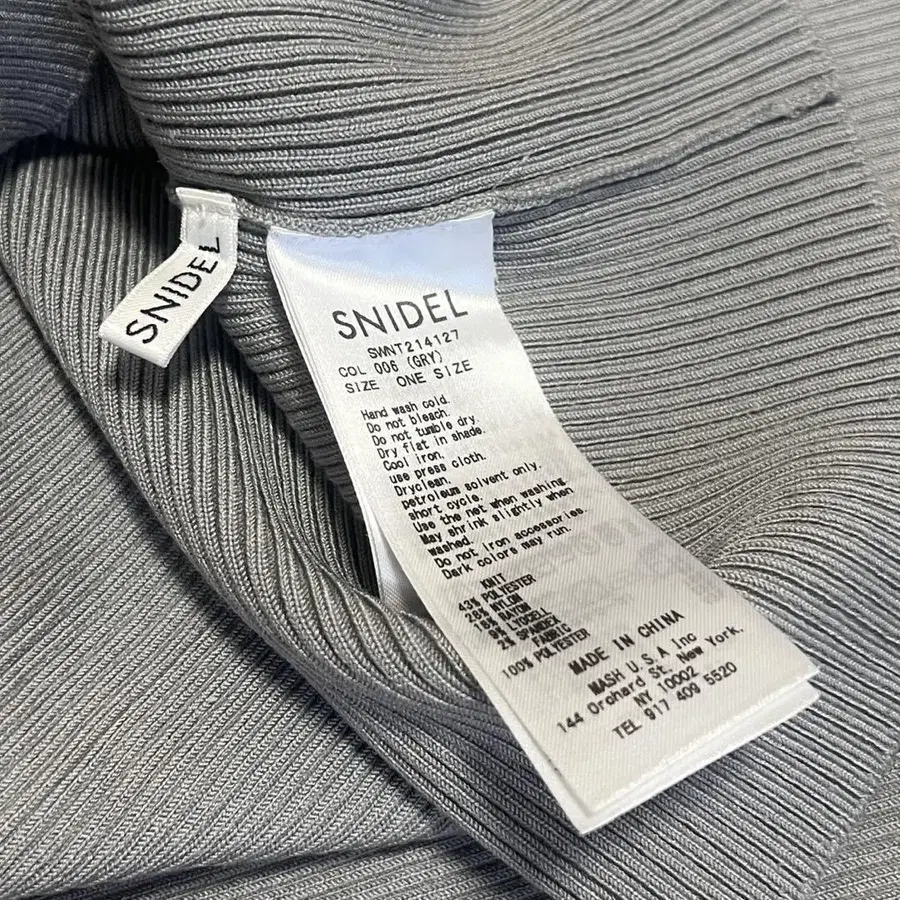 SNIDEL
SNIDEL
SWNT214127
COL 006 (GRY)
SIZE ONE SIZE
Hand wash cold.
Do not bleach.
Do not tumble dry.
Dry flat in shade.
Cool iron.
use press cloth.
Dryclean.
petroleum solvent only.
short cycle.
Use the net when washing.
May shrink slightly when
washed.
Do not iron accessories.
Dark colors may run.
KNIT
43% POLYESTER
NYLON
RAYON
LYOCELL
2% SPANDEX
FABRIC
100% POLYESTER
MADE IN CHINA
MASH U.S.A Inc
144 Orchard St. New York,
NY 10002
TEL 917 409 5520